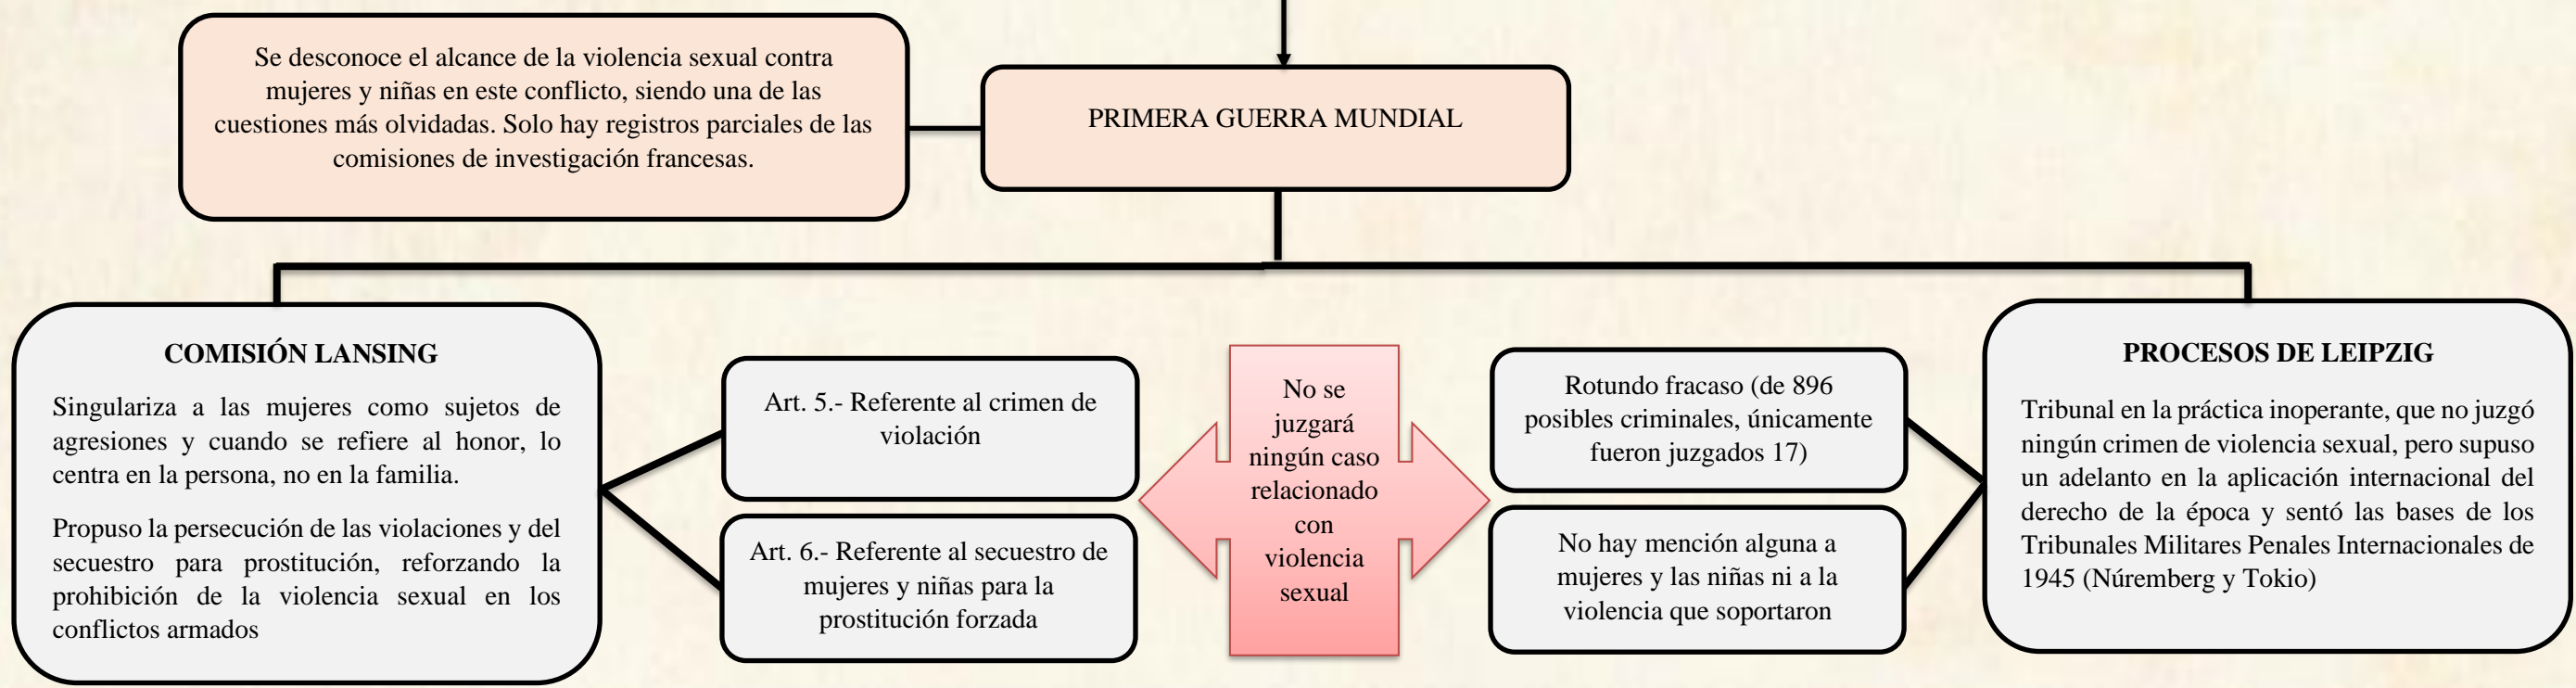 Se desconoce el alcance de la violencia sexual contra
mujeres y niñas en este conflicto, siendo una de las
cuestiones más olvidadas. Solo hay registros parciales de las
comisiones de investigación francesas.
PRIMERA GUERRA MUNDIAL
COMISIÓN LANSING
Singulariza a las mujeres como sujetos de
agresiones y cuando se refiere al honor, lo
centra en la persona, no en la familia.
Propuso la persecución de las violaciones y del
secuestro para prostitución, reforzando la
prohibición de la violencia sexual en los
conflictos armados
Art. 5.- Referente al crimen de
violación
Art. 6.- Referente al secuestro de
mujeres y niñas para la
prostitución forzada
No se
juzgará
ningún caso
relacionado
con
violencia
sexual
Rotundo fracaso (de 896
posibles criminales, únicamente
fueron juzgados 17)
No hay mención alguna a
mujeres y las niñas ni a la
violencia que soportaron
PROCESOS DE LEIPZIG
Tribunal en la práctica inoperante, que no juzgó
ningún crimen de violencia sexual, pero supuso
un adelanto en la aplicación internacional del
derecho de la época y sentó las bases de los
Tribunales Militares Penales Internacionales de
1945 (Núremberg y Tokio)